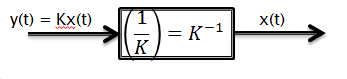 y(t) = Kx(t)
(1/K) = K⁻¹
x(t)